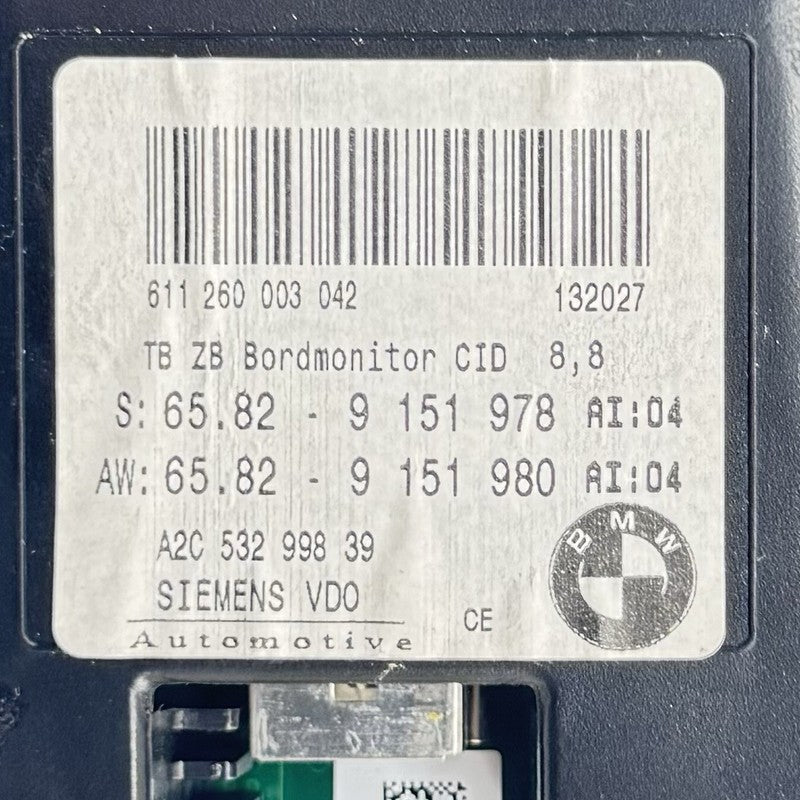 611 260 003 042 132027
TB ZB Bordmonitor CID 8,8
S: 65.82 - 9 151 978 AI:04
AW: 65.82 - 9 151 980 AI:04
A2C 532 998 39
SIEMENS VDO
Automotive
CE
BMW